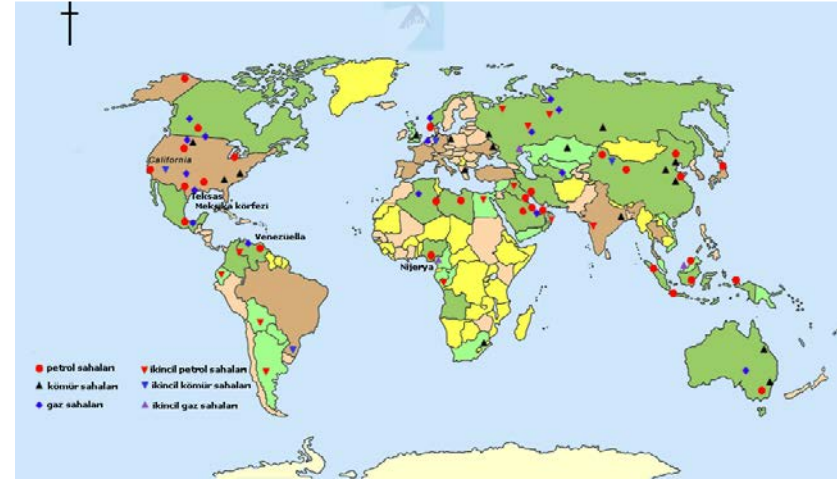 California
Teksas
Meksika körfezi
Venezüella
Nijerya
petrol sahaları
ikincil petrol sahaları
kömür sahaları
ikincil kömür sahaları
gaz sahaları
ikincil gaz sahaları